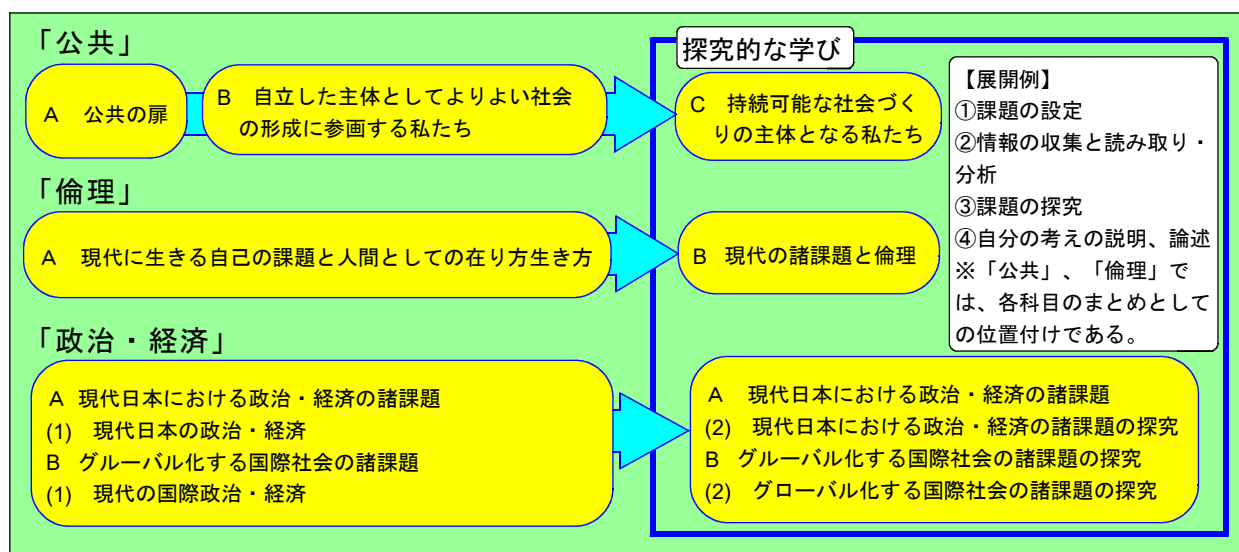 「公共」
A 公共の扉
B 自立した主体としてよりよい社会
の形成に参画する私たち
探究的な学び
C 持続可能な社会づく
りの主体となる私たち
「倫理」
A 現代に生きる自己の課題と人間としての在り方生き方
B 現代の諸課題と倫理
【展開例】
①課題の設定
②情報の収集と読み取り・
分析
③課題の探究
④自分の考えの説明、論述
※「公共」、「倫理」で
は、各科目のまとめとして
の位置付けである。
「政治・経済」
A 現代日本における政治・経済の諸課題
(1) 現代日本の政治・経済
B グルーバル化する国際社会の諸課題
(1) 現代の国際政治・経済
A 現代日本における政治・経済の諸課題
(2) 現代日本における政治・経済の諸課題の探究
B グルーバル化する国際社会の諸課題の探究
(2) グローバル化する国際社会の諸課題の探究